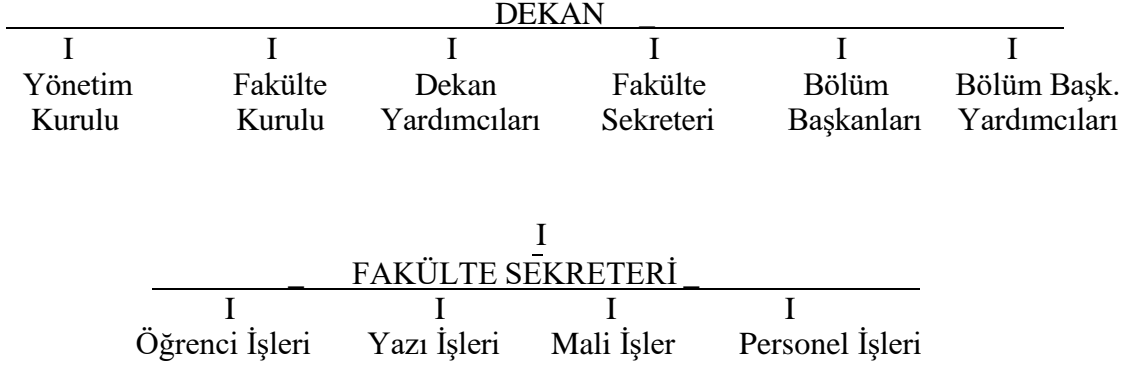 DEKAN _
I I I I I I
Yönetim Fakülte Dekan Fakülte Bölüm Bölüm Başk.
Kurulu Kurulu Yardımcıları Sekreteri Başkanları Yardımcıları
I
_ FAKÜLTE SEKRETERİ _
I I I I
Öğrenci İşleri Yazı İşleri Mali İşler Personel İşleri